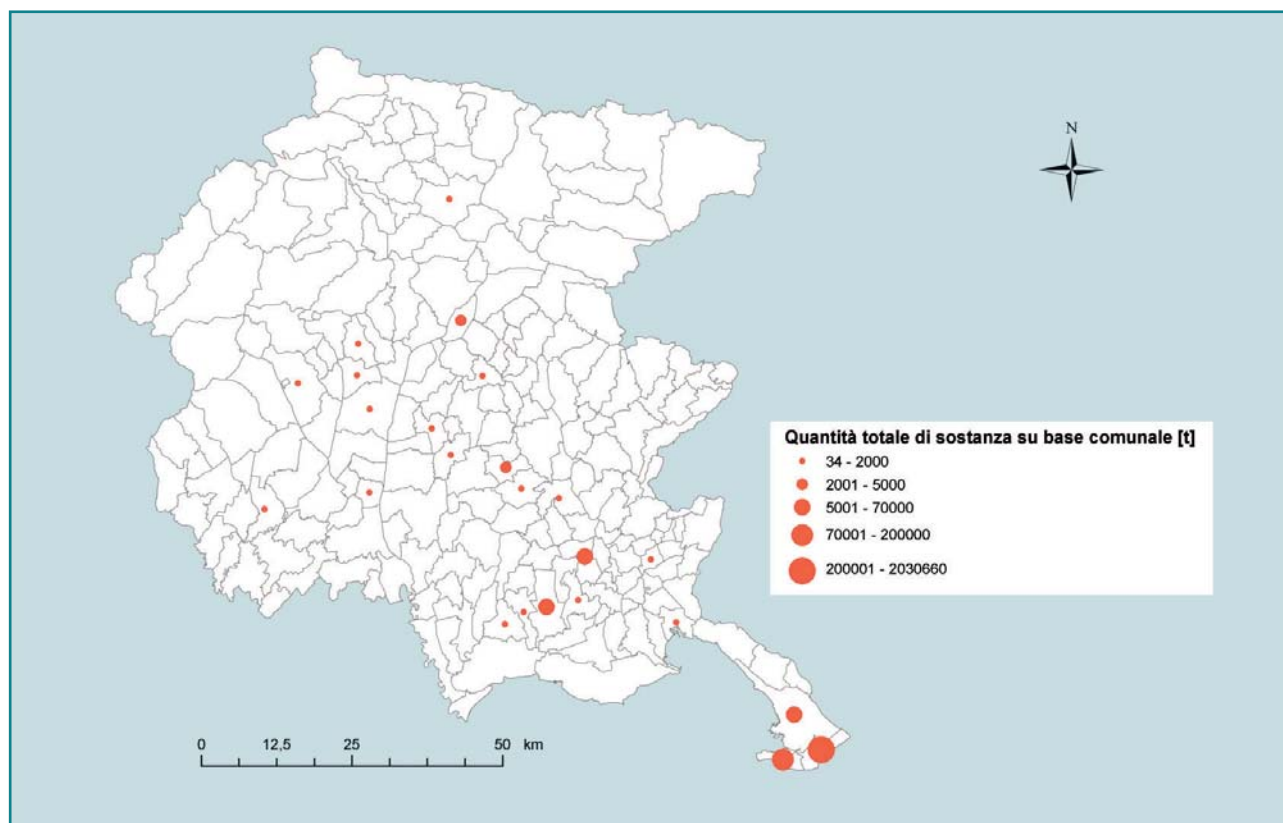 N
Quantità totale di sostanza su base comunale [t]
34 - 2000
2001 - 5000
5001 - 70000
70001 - 200000
200001 - 2030660
0 12,5 25 50 km